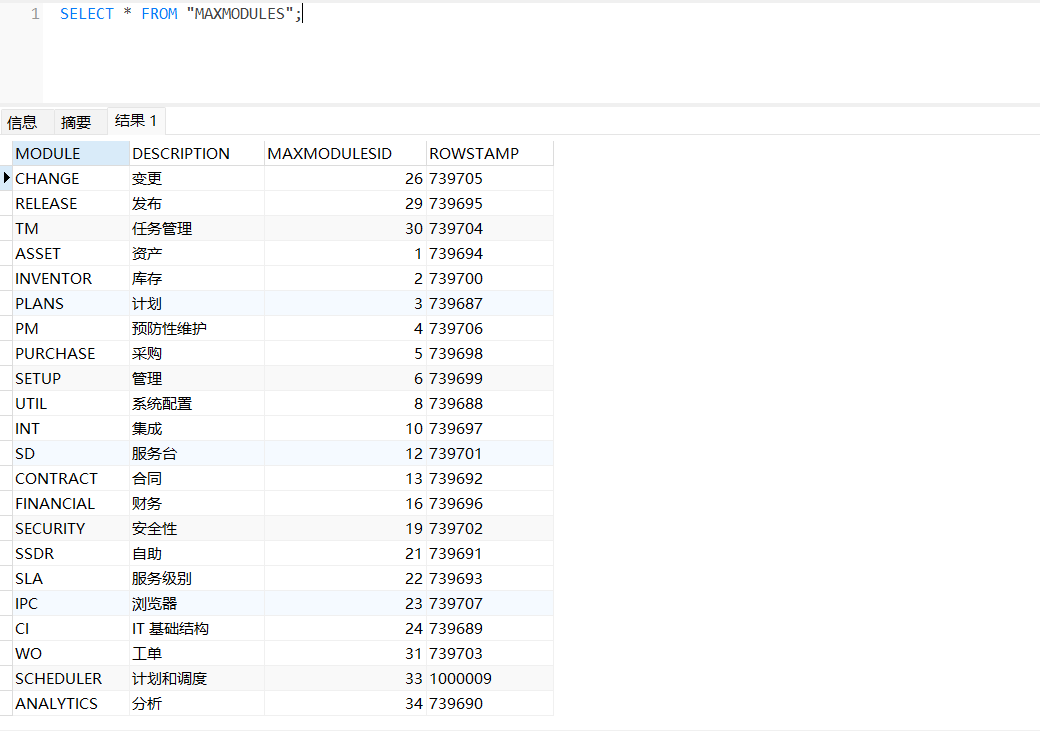 1 SELECT * FROM "MAXMODULES";
信息 摘要 结果 1
MODULE DESCRIPTION MAXMODULESID ROWSTAMP
CHANGE 变更 26 739705
RELEASE 发布 29 739695
TM 任务管理 30 739704
ASSET 资产 1 739694
INVENTOR 库存 2 739700
PLANS 计划 3 739687
PM 预防性维护 4 739706
PURCHASE 采购 5 739698
SETUP 管理 6 739699
UTIL 系统配置 8 739688
INT 集成 10 739697
SD 服务台 12 739701
CONTRACT 合同 13 739692
FINANCIAL 财务 16 739696
SECURITY 安全性 19 739702
SSDR 自助 21 739691
SLA 服务级别 22 739693
IPC 浏览器 23 739707
CI IT 基础结构 24 739689
WO 工单 31 739703
SCHEDULER 计划和调度 33 1000009
ANALYTICS 分析 34 739690